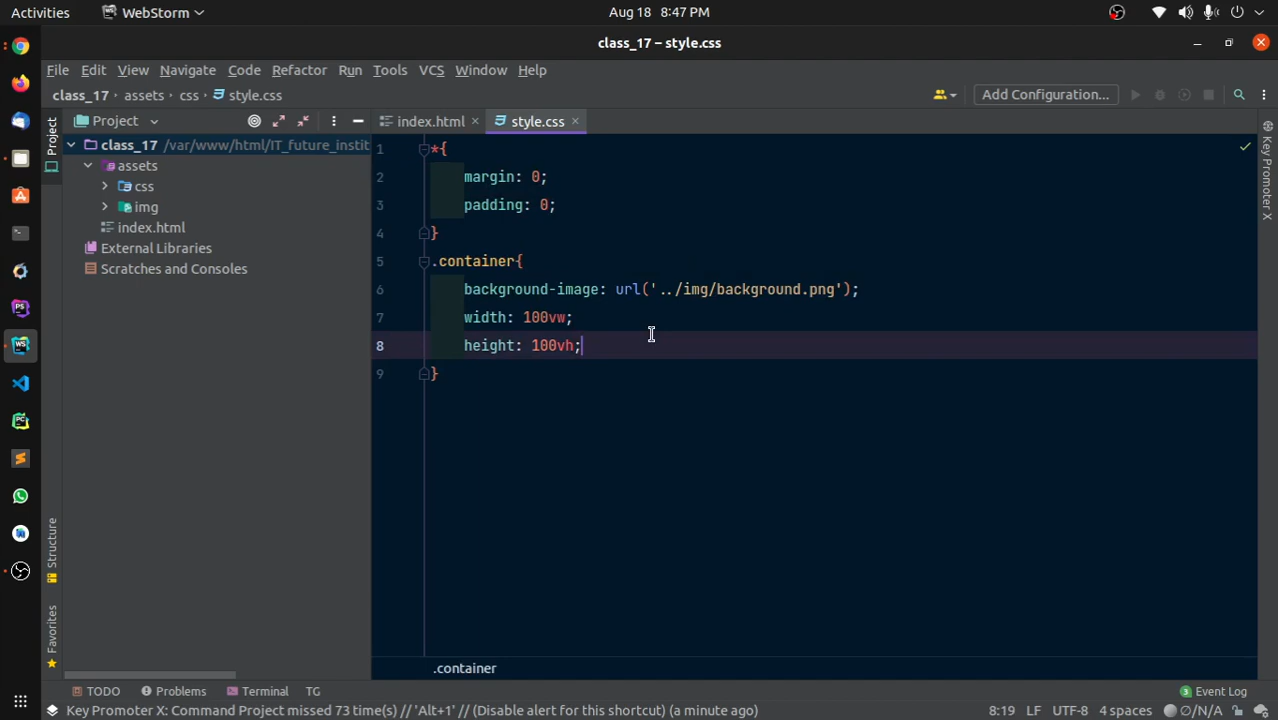 Activities
WebStorm
Aug 18 8:47 PM
class_17 – style.css
File Edit View Navigate Code Refactor Run Tools VCS Window Help
class_17 › assets › css › style.css
Add Configuration...
Project
Project
index.html
style.css
Key Promoter X
class_17 /var/www/html/IT_future_instit
assets
css
img
index.html
External Libraries
Scratches and Consoles
1 *{
2 margin: 0;
3 padding: 0;
4 }
5 .container{
6 background-image: url('../img/background.png');
7 width: 100vw;
8 height: 100vh;
9 }
Structure
Favorites
.container
TODO
Problems
Terminal
TG
3 Event Log
Key Promoter X: Command Project missed 73 time(s) // 'Alt+1' // (Disable alert for this shortcut) (a minute ago)
8:19 LF UTF-8 4 spaces ∅/N/A